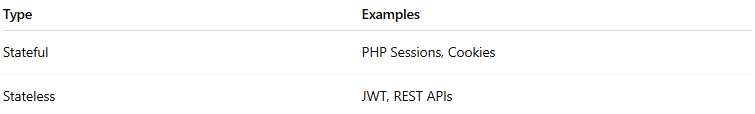 Type Examples
Stateful PHP Sessions, Cookies
Stateless JWT, REST APIs